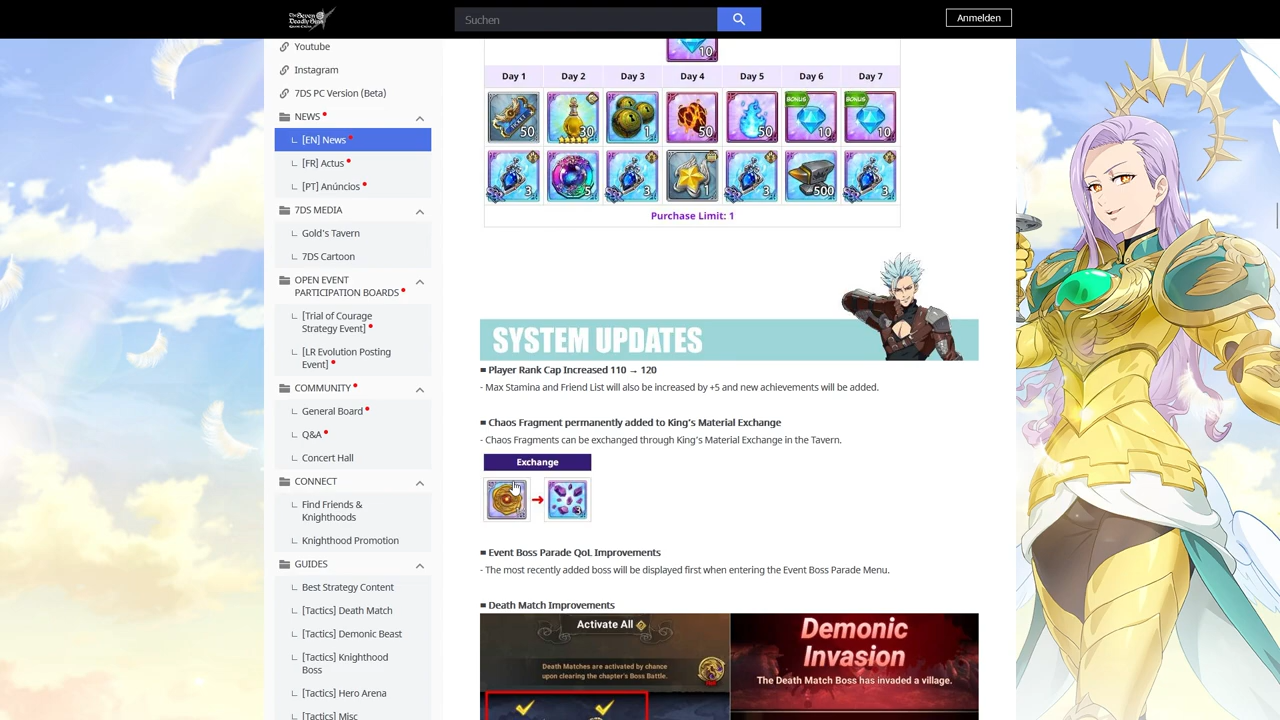 The Seven
Deadly Sins
Suchen
Anmelden
Youtube
Instagram
7DS PC Version (Beta)
NEWS
[EN] News
[FR] Actus
[PT] Anúncios
7DS MEDIA
Gold's Tavern
7DS Cartoon
OPEN EVENT
PARTICIPATION BOARDS
[Trial of Courage
Strategy Event]
[LR Evolution Posting
Event]
COMMUNITY
General Board
Q&A
Concert Hall
CONNECT
Find Friends &
Knighthoods
Knighthood Promotion
GUIDES
Best Strategy Content
[Tactics] Death Match
[Tactics] Demonic Beast
[Tactics] Knighthood
Boss
[Tactics] Hero Arena
[Tactics] Misc
10
Day 1 Day 2 Day 3 Day 4 Day 5 Day 6 Day 7
TICKET 50 30 1 50 50 BONUS 10 BONUS 10
3 5 3 1 3 500 3
Purchase Limit: 1
SYSTEM UPDATES
■ Player Rank Cap Increased 110 → 120
- Max Stamina and Friend List will also be increased by +5 and new achievements will be added.
■ Chaos Fragment permanently added to King's Material Exchange
- Chaos Fragments can be exchanged through King's Material Exchange in the Tavern.
Exchange
3
■ Event Boss Parade QoL Improvements
- The most recently added boss will be displayed first when entering the Event Boss Parade Menu.
■ Death Match Improvements
Activate All
Death Matches are activated by chance
upon clearing the chapter's Boss Battle.
Demonic
Invasion
The Death Match Boss has invaded a village.